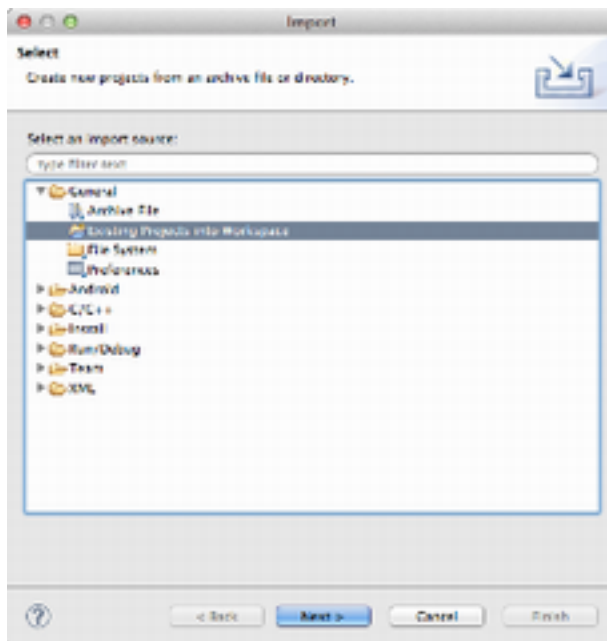 Import
Select
Create new projects from an archive file or directory.
Select an import source:
type filter text
General
Archive File
Existing Projects into Workspace
File System
Preferences
Android
C/C++
Install
Run/Debug
Team
XML
?
< Back
Next >
Cancel
Finish